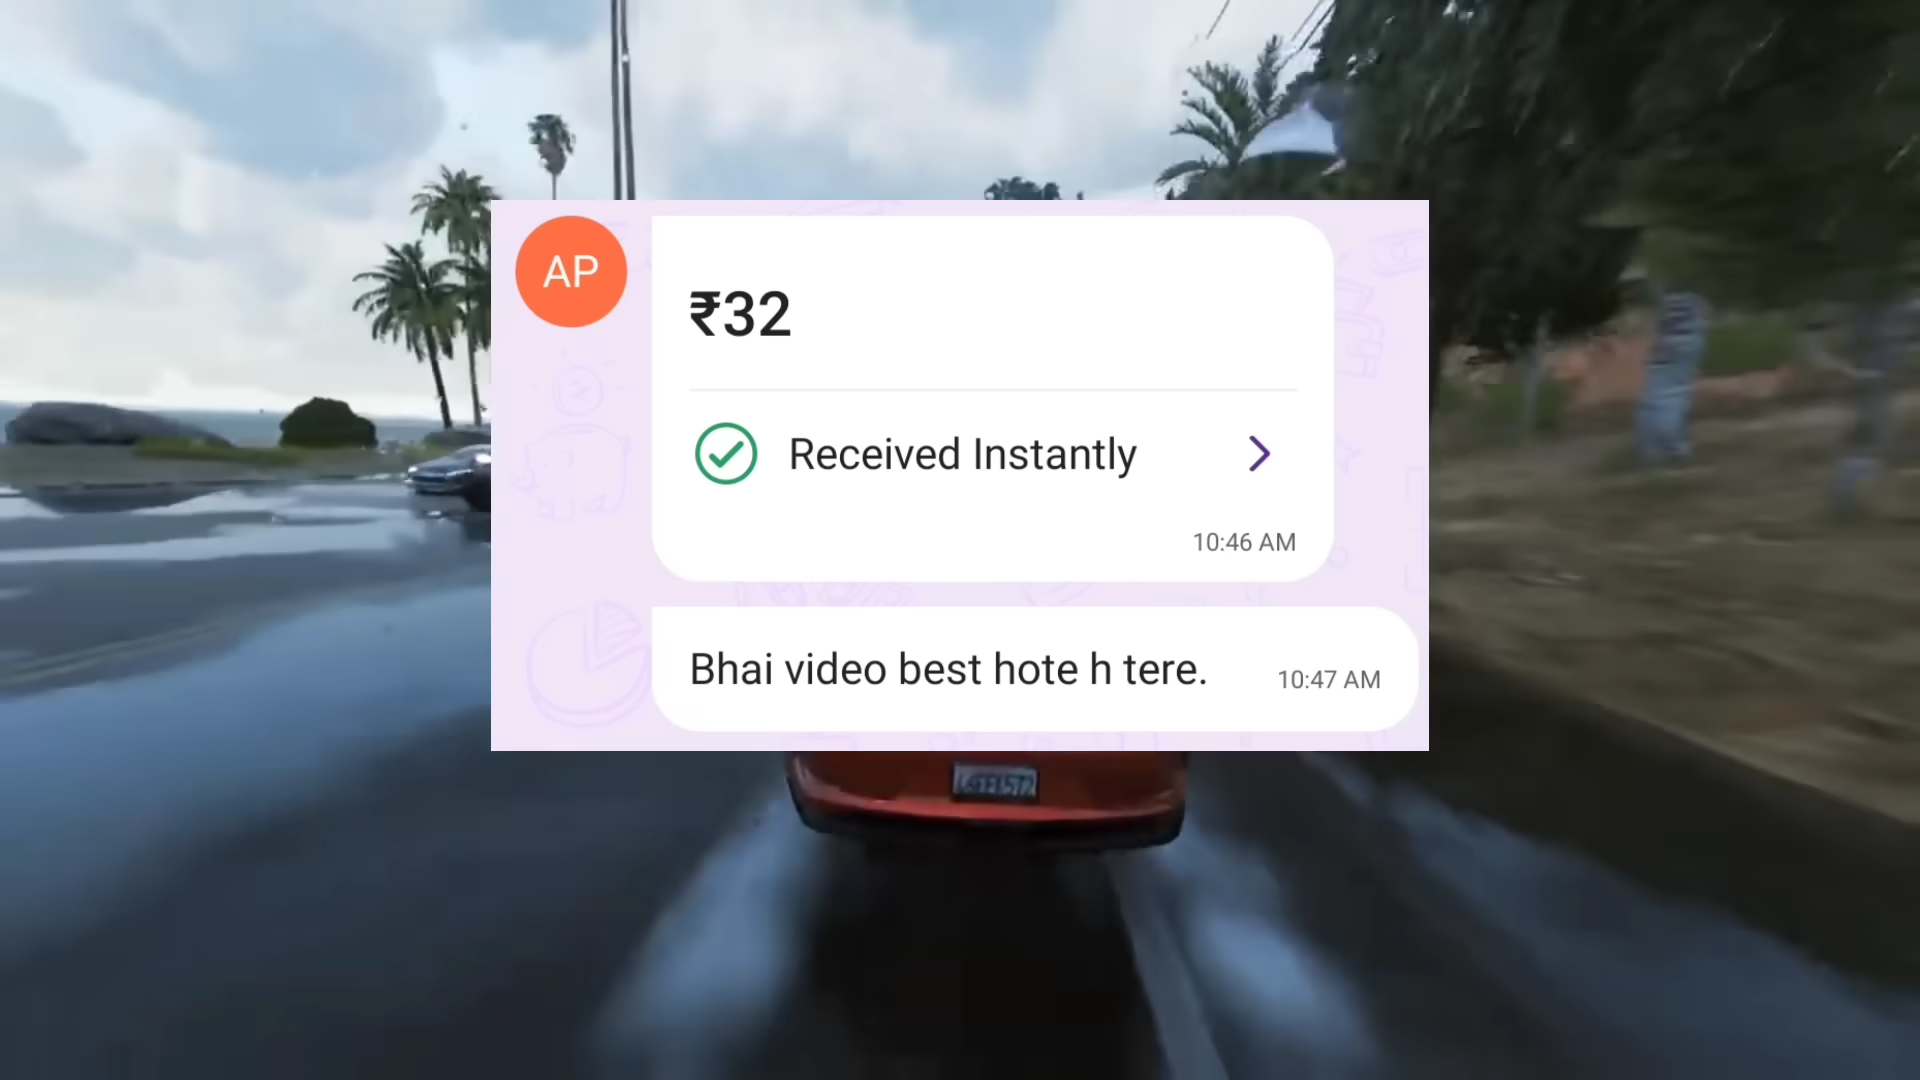 AP
₹32
Received Instantly
10:46 AM
Bhai video best hote h tere.
10:47 AM